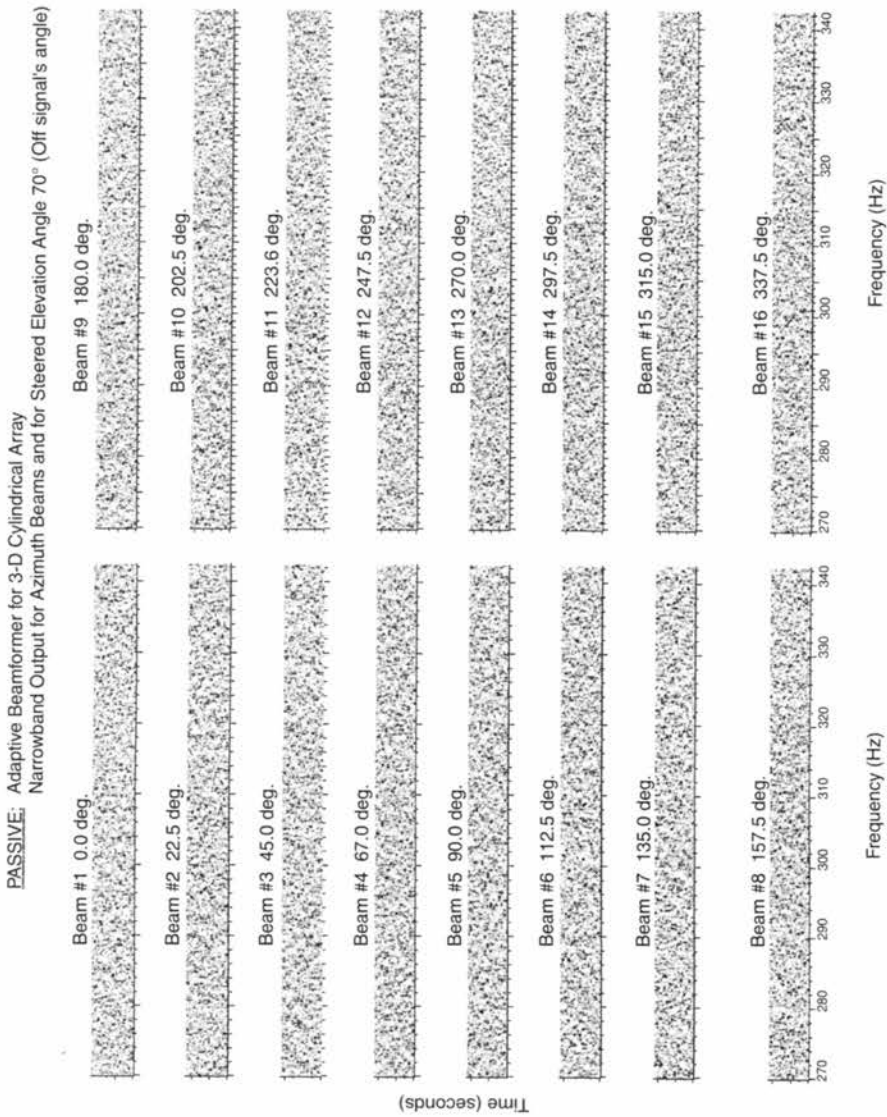 PASSIVE: Adaptive Beamformer for 3-D Cylindrical Array
Narrowband Output for Azimuth Beams and for Steered Elevation Angle 70° (Off signal's angle)
Beam #1 0.0 deg.
Beam #2 22.5 deg.
Beam #3 45.0 deg.
Beam #4 67.0 deg.
Beam #5 90.0 deg.
Beam #6 112.5 deg.
Beam #7 135.0 deg.
Beam #8 157.5 deg.
270 280 290 300 310 320 330 340
Frequency (Hz)
Beam #9 180.0 deg.
Beam #10 202.5 deg.
Beam #11 223.6 deg.
Beam #12 247.5 deg.
Beam #13 270.0 deg.
Beam #14 297.5 deg.
Beam #15 315.0 deg.
Beam #16 337.5 deg.
270 280 290 300 310 320 330 340
Frequency (Hz)
Time (seconds)